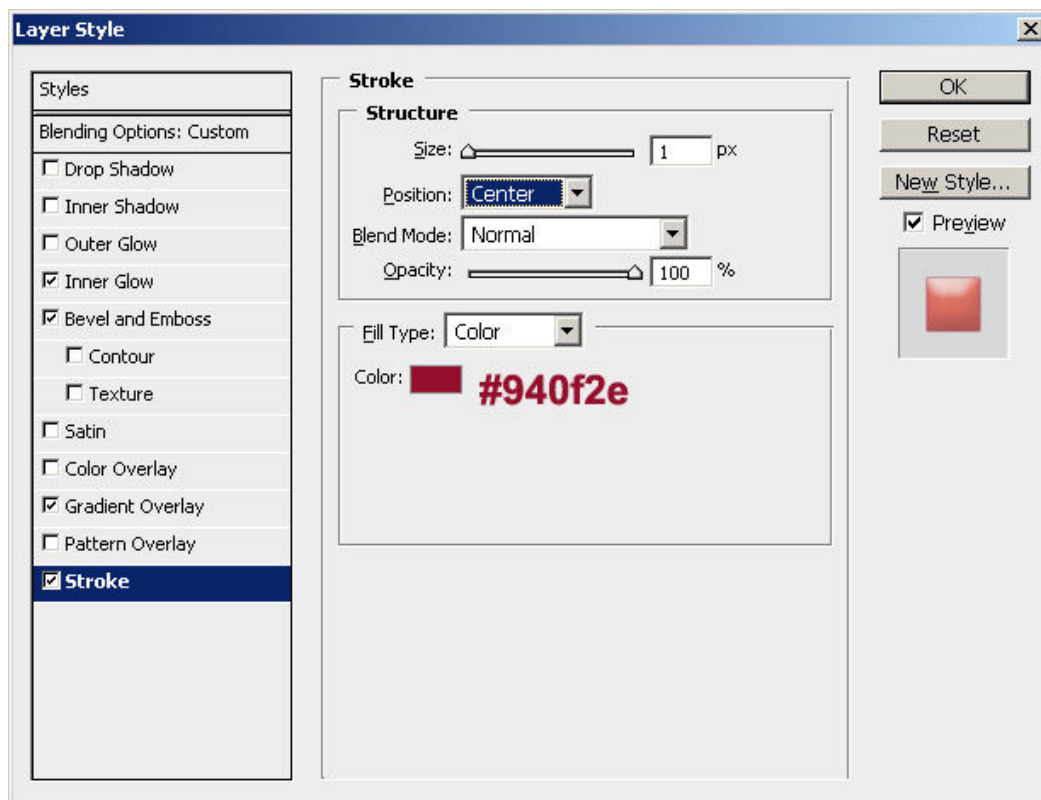 Layer Style
Styles
Blending Options: Custom
Drop Shadow
Inner Shadow
Outer Glow
Inner Glow
Bevel and Emboss
Contour
Texture
Satin
Color Overlay
Gradient Overlay
Pattern Overlay
Stroke
Stroke
Structure
Size: 1 px
Position: Center
Blend Mode: Normal
Opacity: 100 %
Fill Type: Color
Color: #940f2e
OK
Reset
New Style...
Preview